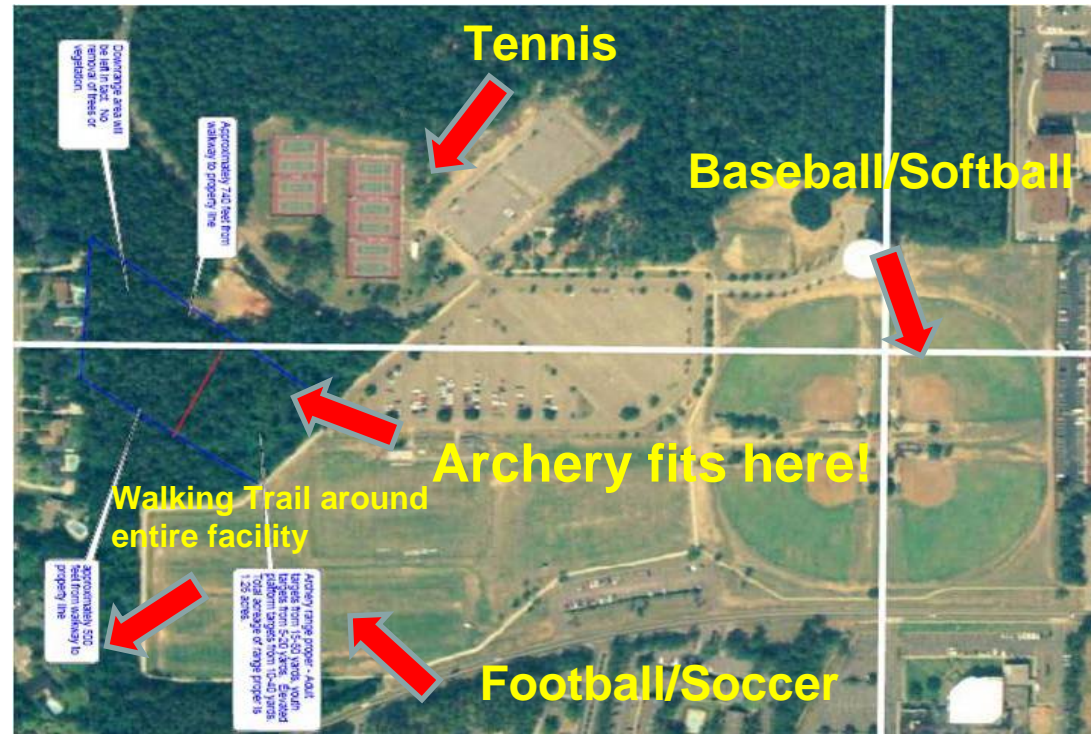 Tennis
Downrange area will
be left in tact. No
removal of trees or
vegetation.
Approximately 740 feet from
walkway to property line
Baseball/Softball
Archery fits here!
Walking Trail around
entire facility
approximately 500
feet from walkway to
property line
Archery range proper - Adult
targets from 15-50 yards, youth
targets from 5-20 yards. Elevated
platform targets from 10-40 yards.
Total acreage of range proper is
1.25 acres.
Football/Soccer